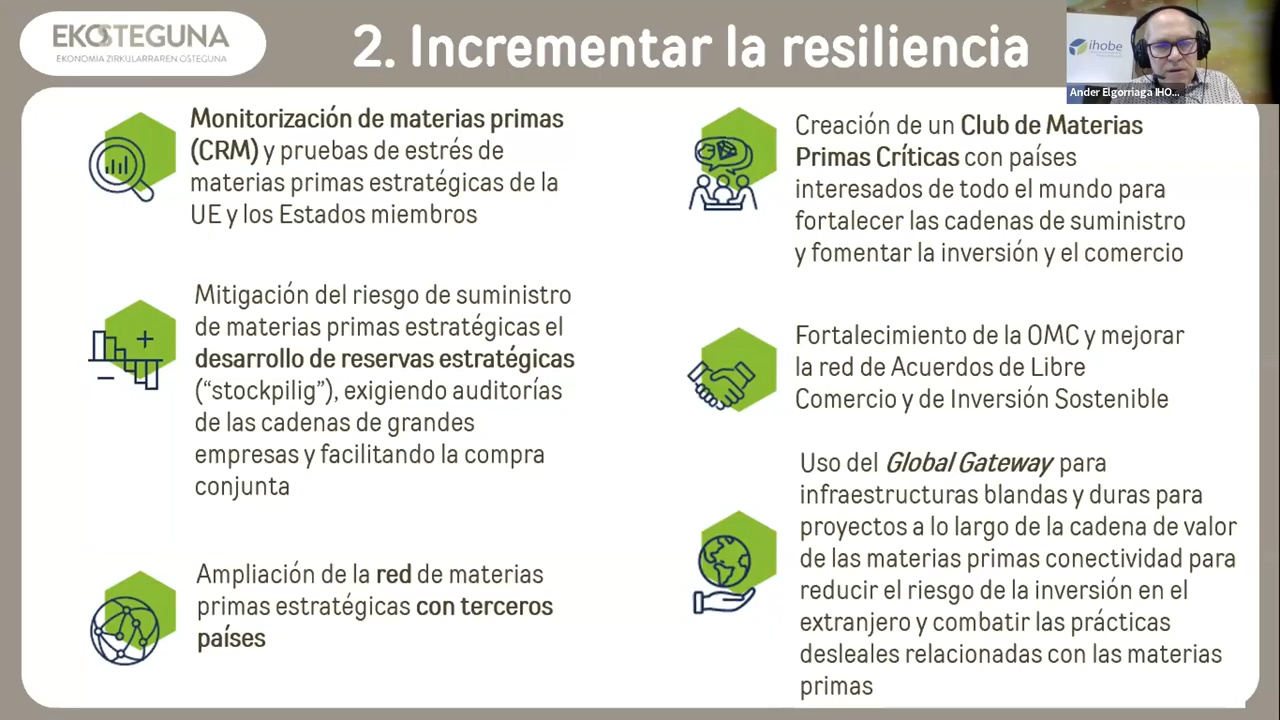 EKOSTEGUNA
EKONOMIA ZIRKULARRAREN OSTEGUNA
2. Incrementar la resiliencia
ihobe
Ander Elgorriaga IHO...
Monitorización de materias primas
(CRM) y pruebas de estrés de
materias primas estratégicas de la
UE y los Estados miembros
Mitigación del riesgo de suministro
de materias primas estratégicas el
desarrollo de reservas estratégicas
(“stockpilig”), exigiendo auditorías
de las cadenas de grandes
empresas y facilitando la compra
conjunta
Ampliación de la red de materias
primas estratégicas con terceros
países
Creación de un Club de Materias
Primas Críticas con países
interesados de todo el mundo para
fortalecer las cadenas de suministro
y fomentar la inversión y el comercio
Fortalecimiento de la OMC y mejorar
la red de Acuerdos de Libre
Comercio y de Inversión Sostenible
Uso del Global Gateway para
infraestructuras blandas y duras para
proyectos a lo largo de la cadena de valor
de las materias primas conectividad para
reducir el riesgo de la inversión en el
extranjero y combatir las prácticas
desleales relacionadas con las materias
primas